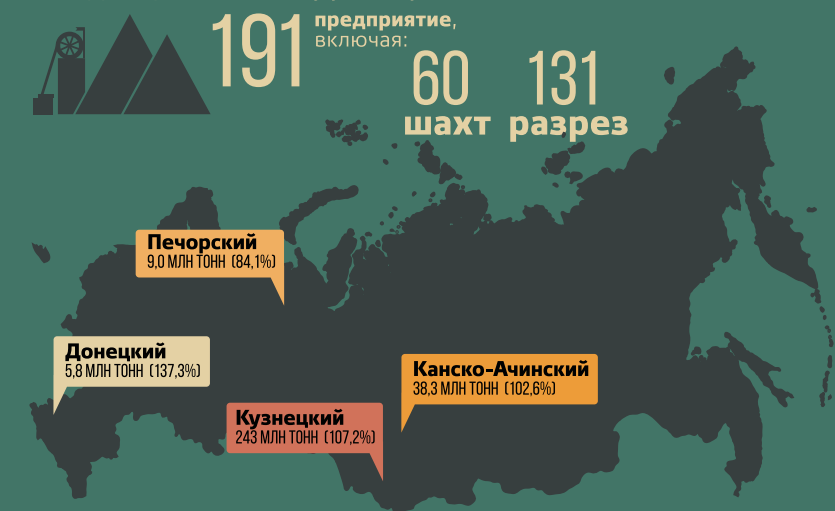 191
предприятие,
включая:
60
шахт
131
разрез
Печорский
9,0 МЛН ТОНН (84,1%)
Донецкий
5,8 МЛН ТОНН (137,3%)
Канско-Ачинский
38,3 МЛН ТОНН (102,6%)
Кузнецкий
243 МЛН ТОНН (107,2%)